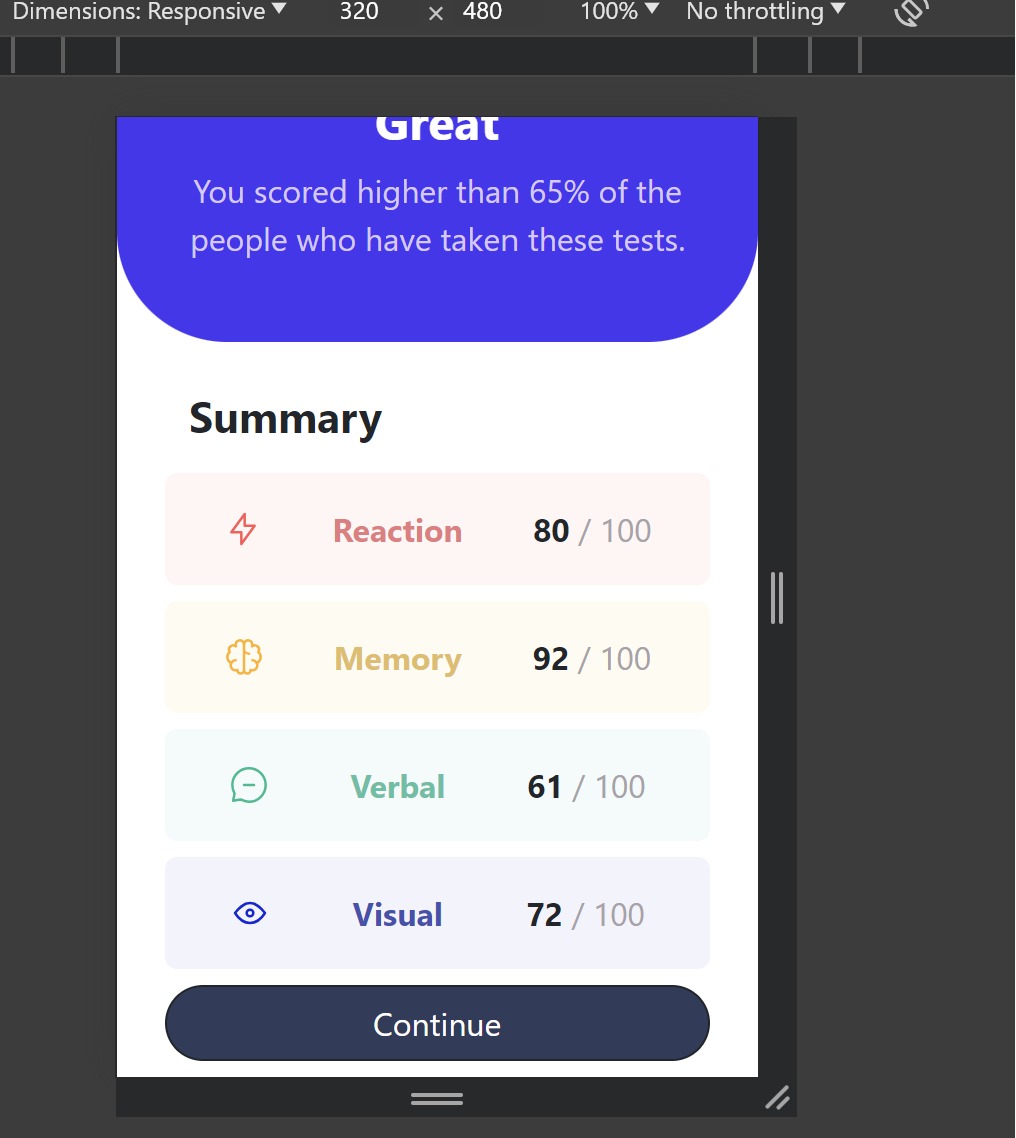 Dimensions: Responsive ▼ 320 × 480 100% ▼ No throttling ▼
Great
You scored higher than 65% of the
people who have taken these tests.
Summary
Reaction 80 / 100
Memory 92 / 100
Verbal 61 / 100
Visual 72 / 100
Continue